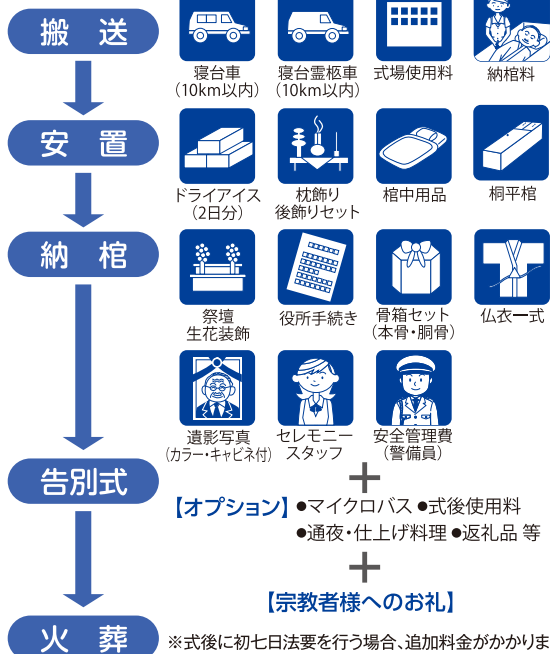 搬 送
安 置
納 棺
告別式
火 葬
寝台車
（10km以内）
寝台霊柩車
（10km以内）
式場使用料
納棺料
ドライアイス
（2日分）
枕飾り
後飾りセット
棺中用品
桐平棺
祭壇
生花装飾
役所手続き
骨箱セット
（本骨・胴骨）
仏衣一式
遺影写真
（カラー・キャビネ付）
セレモニー
スタッフ
安全管理費
（警備員）
＋
【オプション】●マイクロバス ●式後使用料
●通夜・仕上げ料理 ●返礼品 等
＋
【宗教者様へのお礼】
※式後に初七日法要を行う場合、追加料金がかかりま